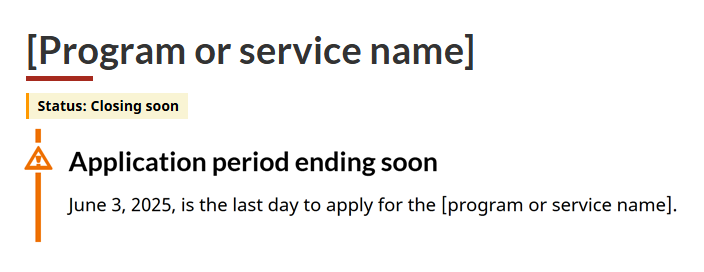 [Program or service name]
Status: Closing soon
Application period ending soon
June 3, 2025, is the last day to apply for the [program or service name].